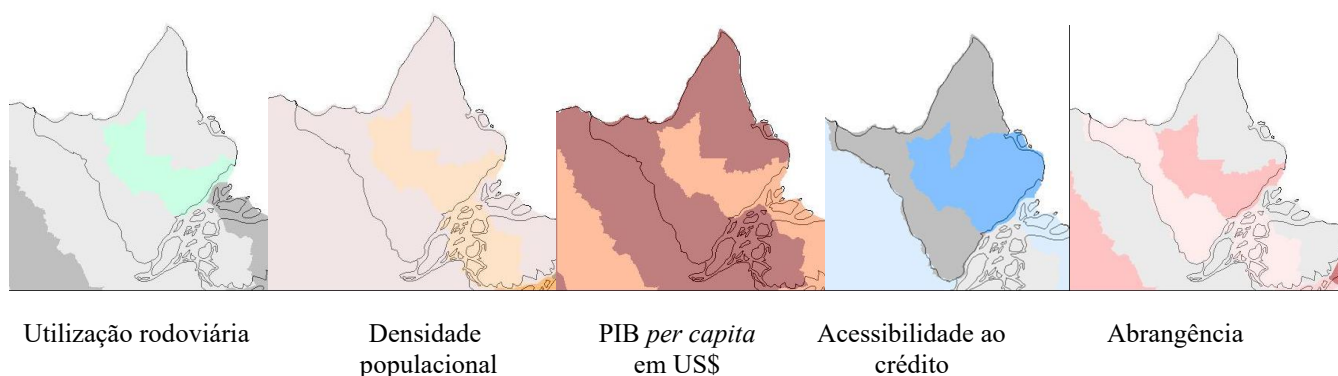 Utilização rodoviária
Densidade
populacional
PIB per capita
em US$
Acessibilidade ao
crédito
Abrangência